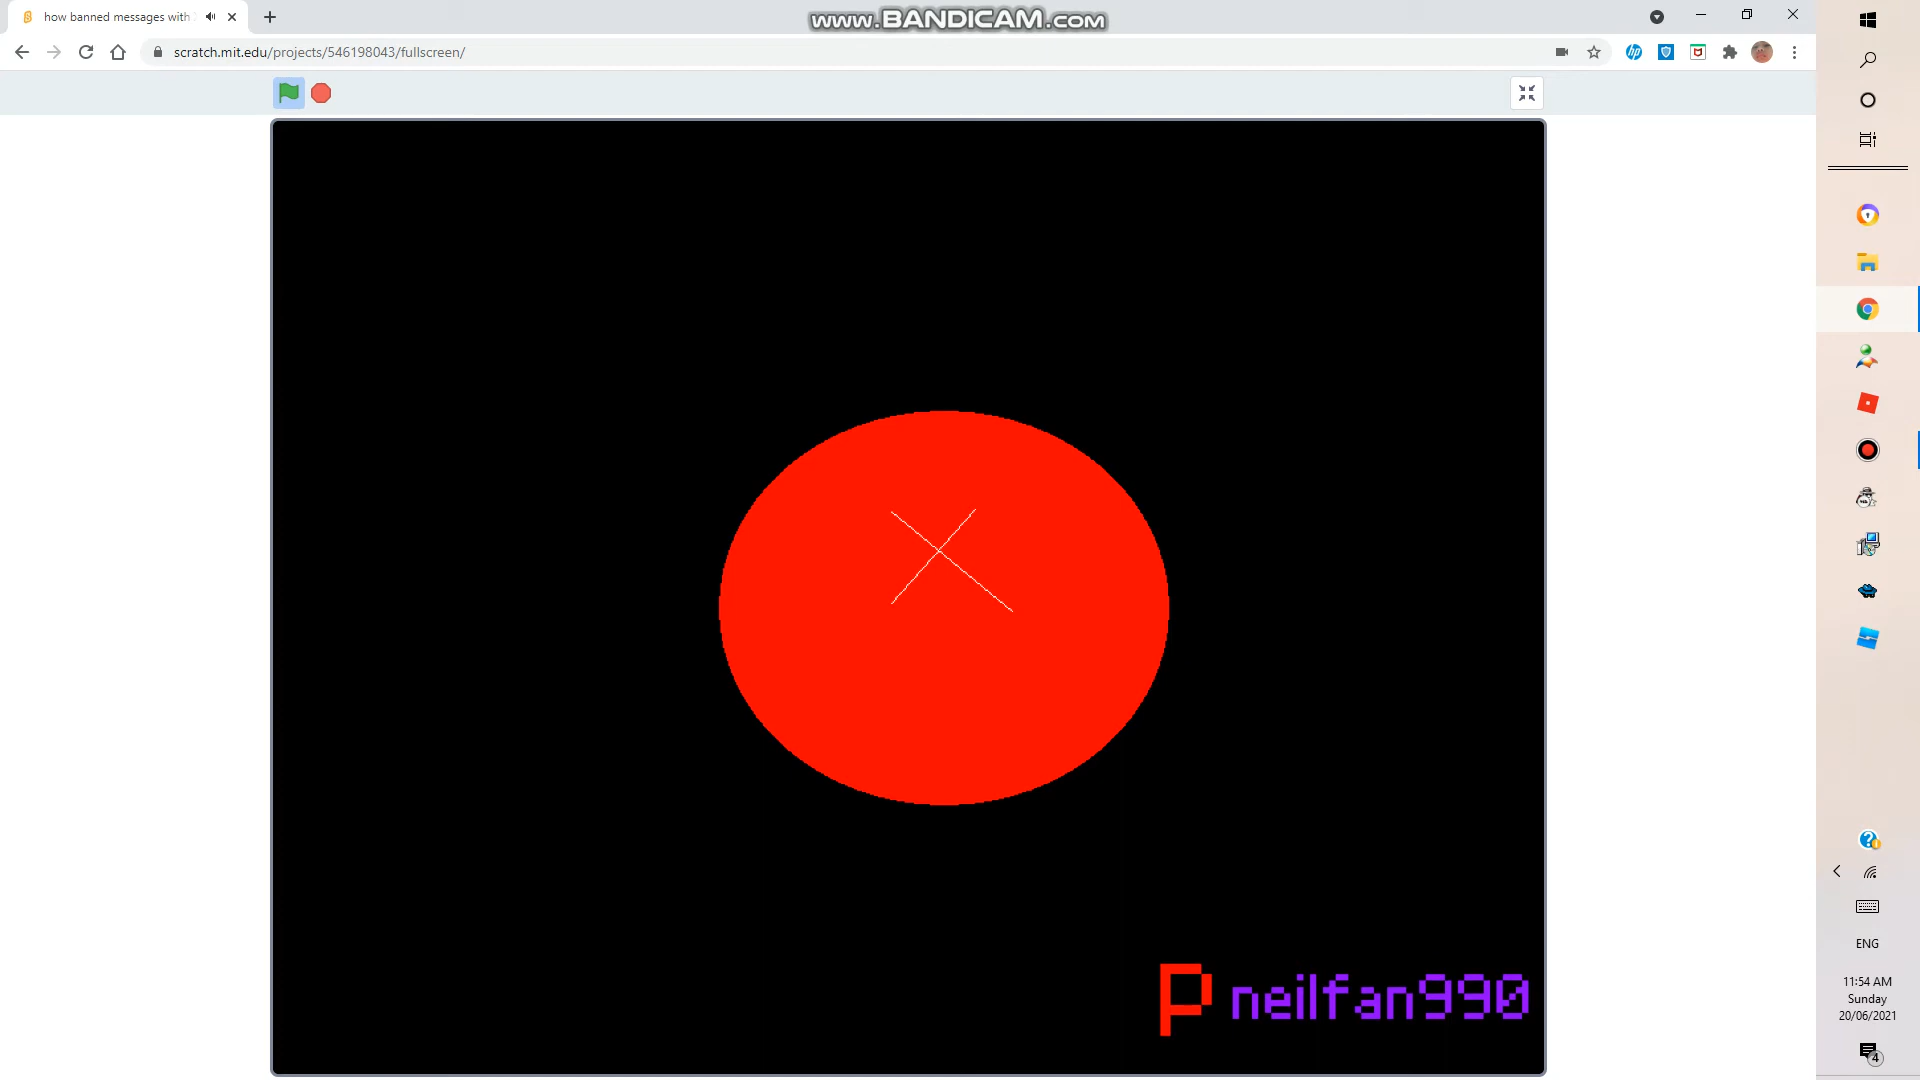 how banned messages with
www.BANDICAM.com
scratch.mit.edu/projects/546198043/fullscreen/
P neilfan990
ENG
11:54 AM
Sunday
20/06/2021
4